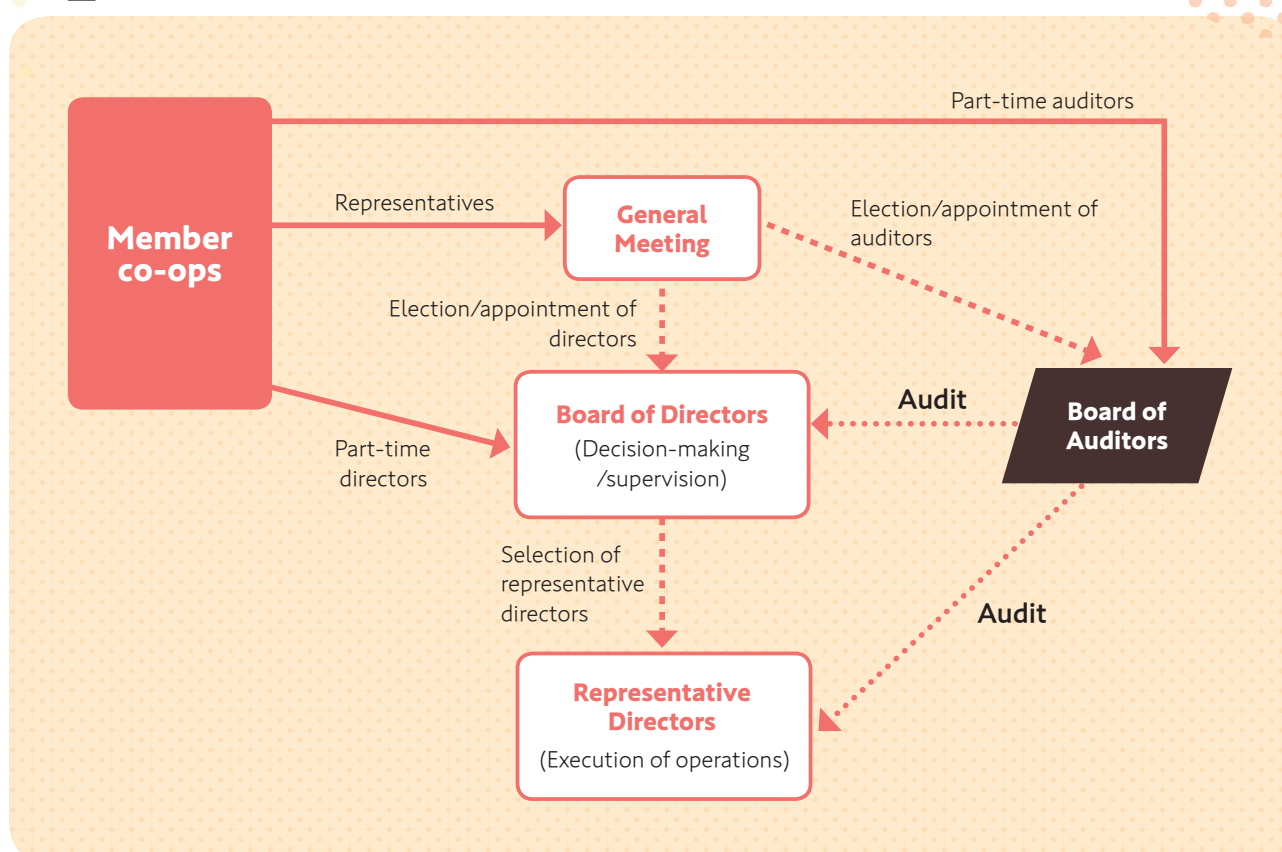 Part-time auditors
Member
co-ops
Representatives
General
Meeting
Election/appointment of
auditors
Election/appointment of
directors
Part-time
directors
Board of Directors
(Decision-making
/supervision)
Audit
Board of
Auditors
Selection of
representative
directors
Audit
Representative
Directors
(Execution of operations)